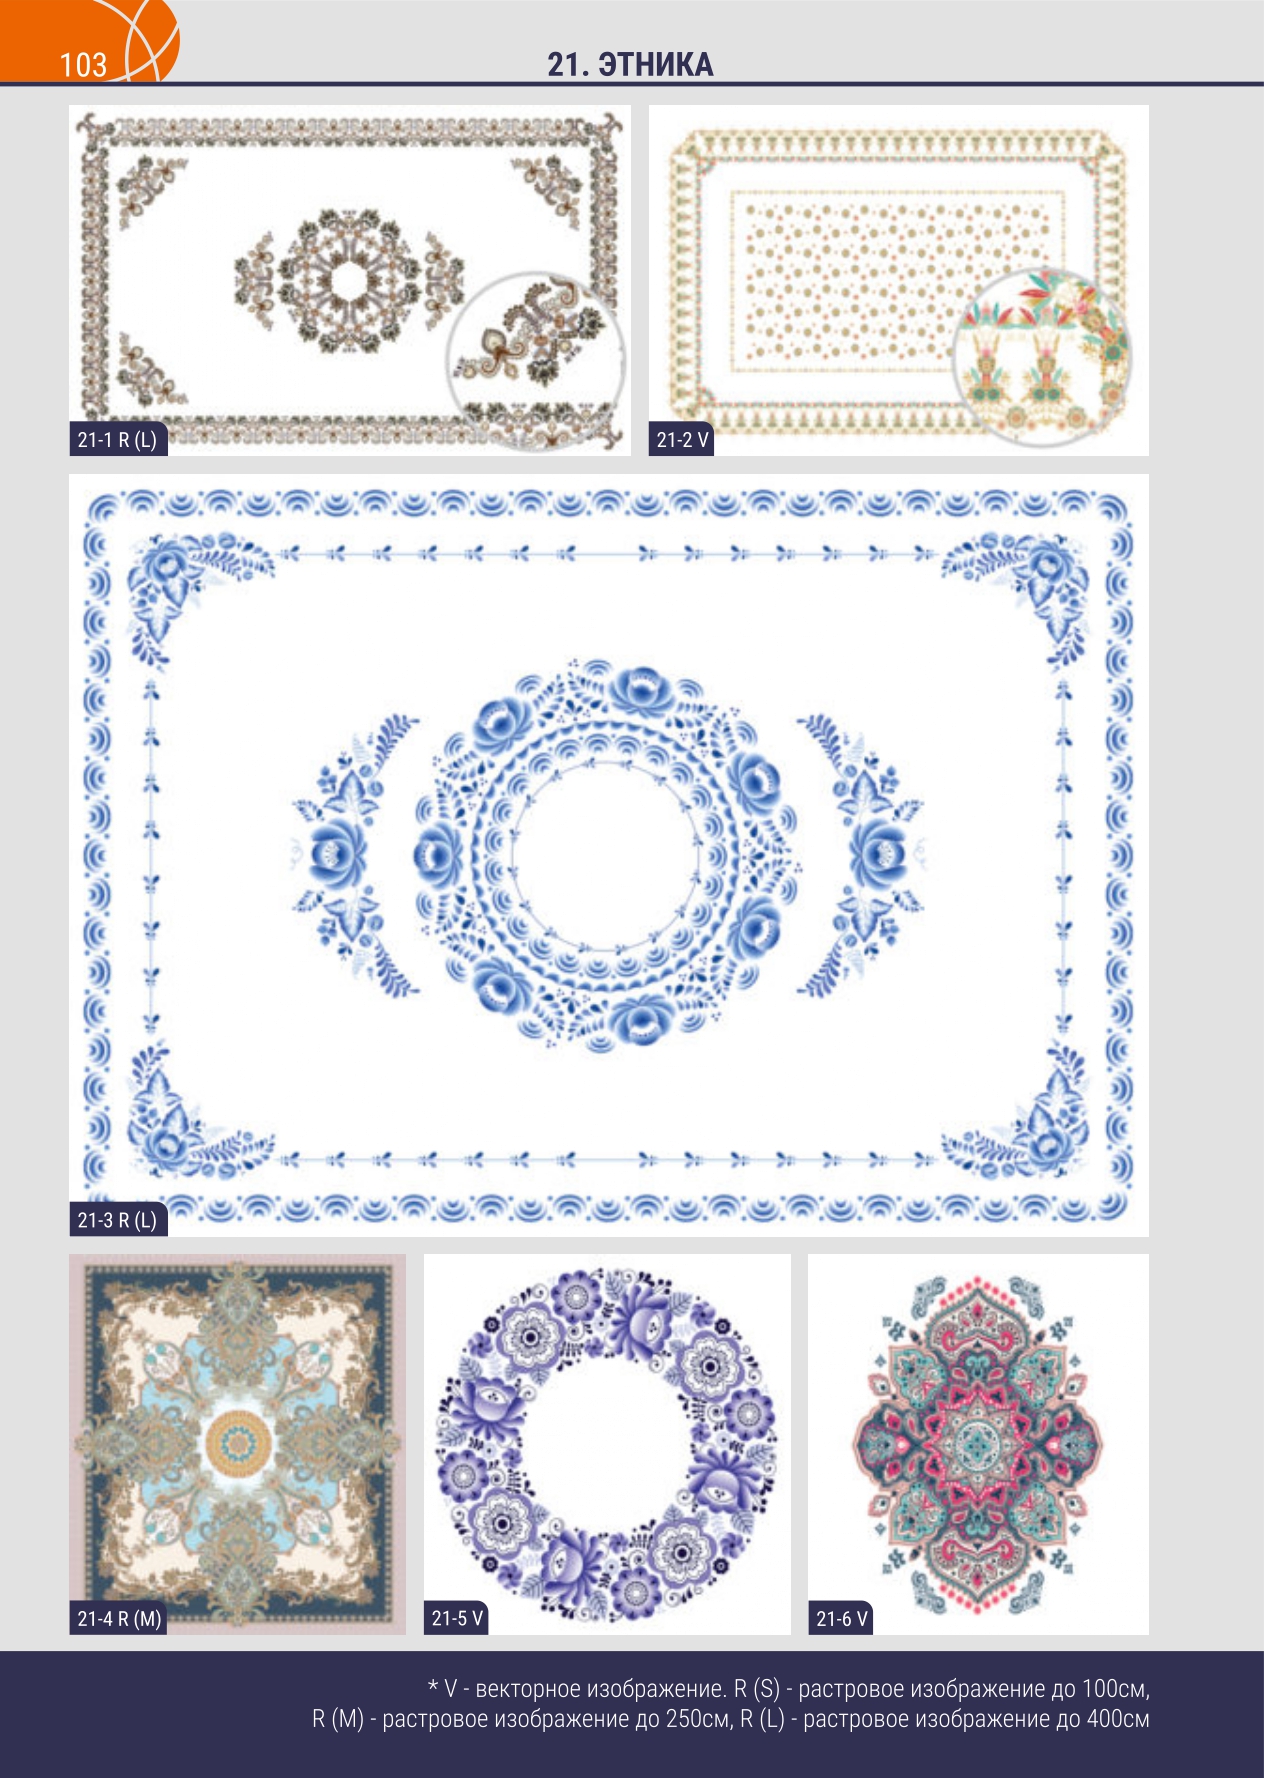 103
21. ЭТНИКА
21-1 R (L)
21-2 V
21-3 R (L)
21-4 R (M)
21-5 V
21-6 V
* V - векторное изображение. R (S) - растровое изображение до 100см,
R (M) - растровое изображение до 250см, R (L) - растровое изображение до 400см